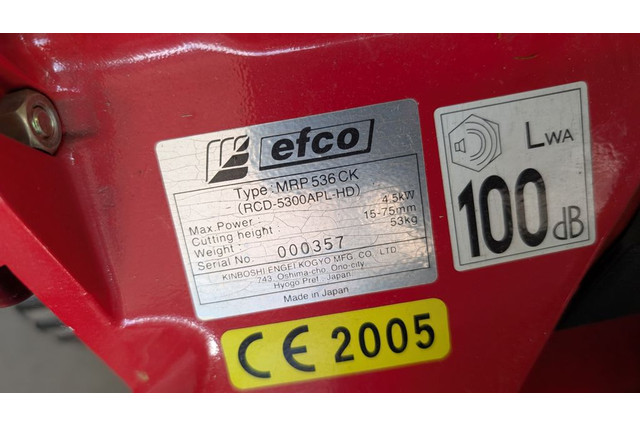 efco
Type: MRP 536 CK
(RCD-5300APL-HD)
Max.Power 4.5kW
Cutting height 15-75mm
Weight 53kg
Serial No. 000357
KINBOSHI ENGEI KOGYO MFG. CO., LTD.
743, Oshima-cho, Ono-city,
Hyogo Pref., Japan.
Made in Japan
LWA
100dB
CE 2005